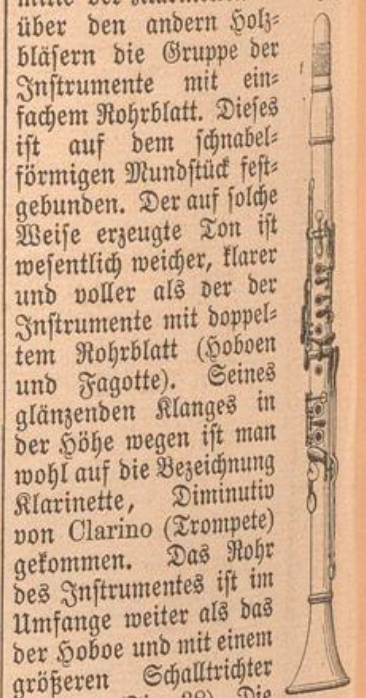 über den andern Holz-
bläsern die Gruppe der
Instrumente mit ein-
fachem Rohrblatt. Dieses
ist auf dem schnabel-
förmigen Mundstück fest-
gebunden. Der auf solche
Weise erzeugte Ton ist
wesentlich weicher, klarer
und voller als der der
Instrumente mit doppel-
tem Rohrblatt (Hoboen
und Fagotte). Seines
glänzenden Klanges in
der Höhe wegen ist man
wohl auf die Bezeichnung
Klarinette, Diminutiv
von Clarino (Trompete)
gekommen. Das Rohr
des Instrumentes ist im
Umfange weiter als das
der Hoboe und mit einem
größeren Schalltrichter
Die